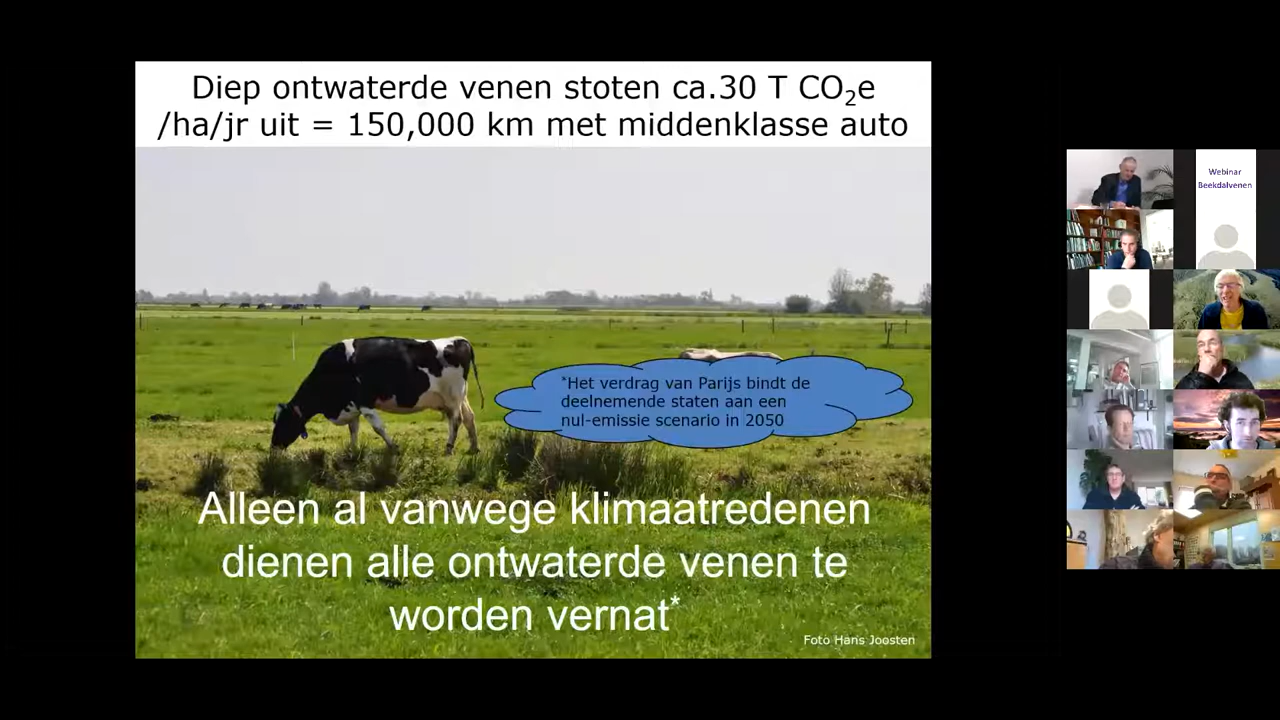 Diep ontwaterde venen stoten ca.30 T CO₂e
/ha/jr uit = 150,000 km met middenklasse auto
*Het verdrag van Parijs bindt de
deelnemende staten aan een
nul-emissie scenario in 2050
Alleen al vanwege klimaatredenen
dienen alle ontwaterde venen te
worden vernat*
Foto Hans Joosten
Webinar
Beekdalvenen